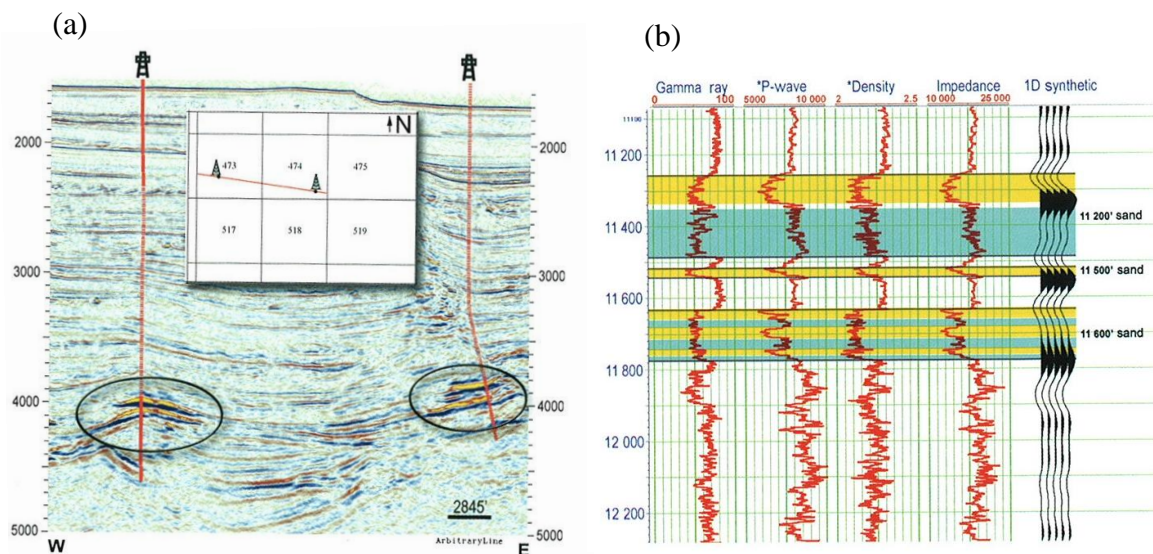 (a)
N
473 474 475
517 518 519
2000 2000
3000 3000
4000 4000
5000 5000
2845'
ArbitraryLine
W E
(b)
Gamma ray *P-wave *Density Impedance 1D synthetic
0 100 5000 10 000 2 2.5 10 000 25 000
11 200
11 400
11 600
11 800
12 000
12 200
11 200' sand
11 500' sand
11 600' sand